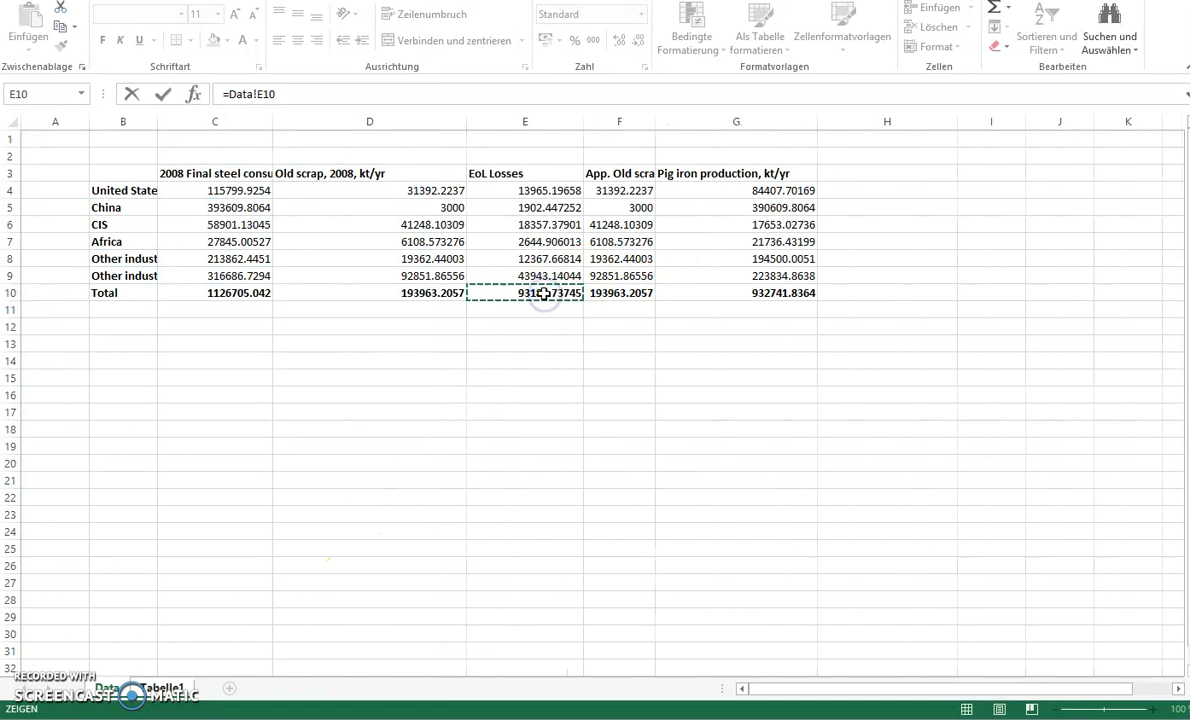 Zeilenumbruch Standard
11 A A
Einfügen
F K U A
Verbinden und zentrieren
% 000
Bedingte Formatierung
Als Tabelle formatieren
Zellenformatvorlagen
Einfügen
Löschen
Format
Sortieren und Filtern
Suchen und Auswählen
Zwischenablage Schriftart Ausrichtung Zahl Formatvorlagen Zellen Bearbeiten
E10 fx =Data!E10
A B C D E F G H I J K
1
2
3 2008 Final steel consu Old scrap, 2008, kt/yr EoL Losses App. Old scra Pig iron production, kt/yr
4 United State 115799.9254 31392.2237 13965.19658 31392.2237 84407.70169
5 China 393609.8064 3000 1902.447252 3000 390609.8064
6 CIS 58901.13045 41248.10309 18357.37901 41248.10309 17653.02736
7 Africa 27845.00527 6108.573276 2644.906013 6108.573276 21736.43199
8 Other indust 213862.4451 19362.44003 12367.66814 19362.44003 194500.0051
9 Other indust 316686.7294 92851.86556 43943.14044 92851.86556 223834.8638
10 Total 1126705.042 193963.2057 193963.2057 932741.8364
11
12
13
14
15
16
17
18
19
20
21
22
23
24
25
26
27
28
29
30
31
32
RECORDED WITH
SCREENCAST MATIC
Data Tabelle1
ZEIGEN 100